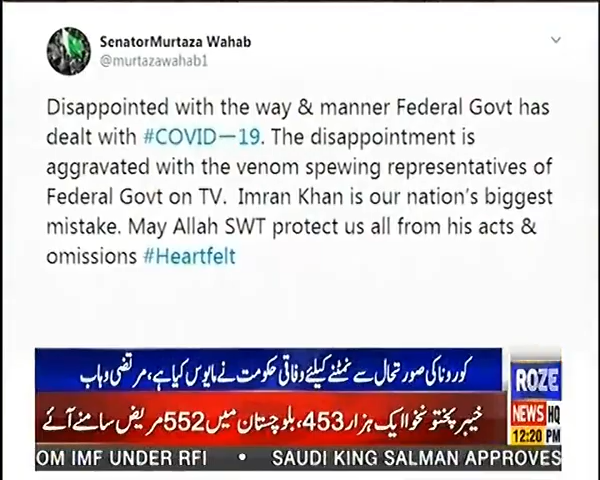 SenatorMurtaza Wahab
@murtazawahab1
Disappointed with the way & manner Federal Govt has
dealt with #COVID—19. The disappointment is
aggravated with the venom spewing representatives of
Federal Govt on TV. Imran Khan is our nation's biggest
mistake. May Allah SWT protect us all from his acts &
omissions #Heartfelt
کورونا کی صورتحال سے نمٹنے کیلئے وفاقی حکومت نے مایوس کیا ہے، مرتضی وہاب
ROZE
خیبر پختونخوا ایک ہزار 453، بلوچستان میں 552 مریض سامنے آئے
NEWS HQ
12:20 PM
OM IMF UNDER RFI • SAUDI KING SALMAN APPROVES